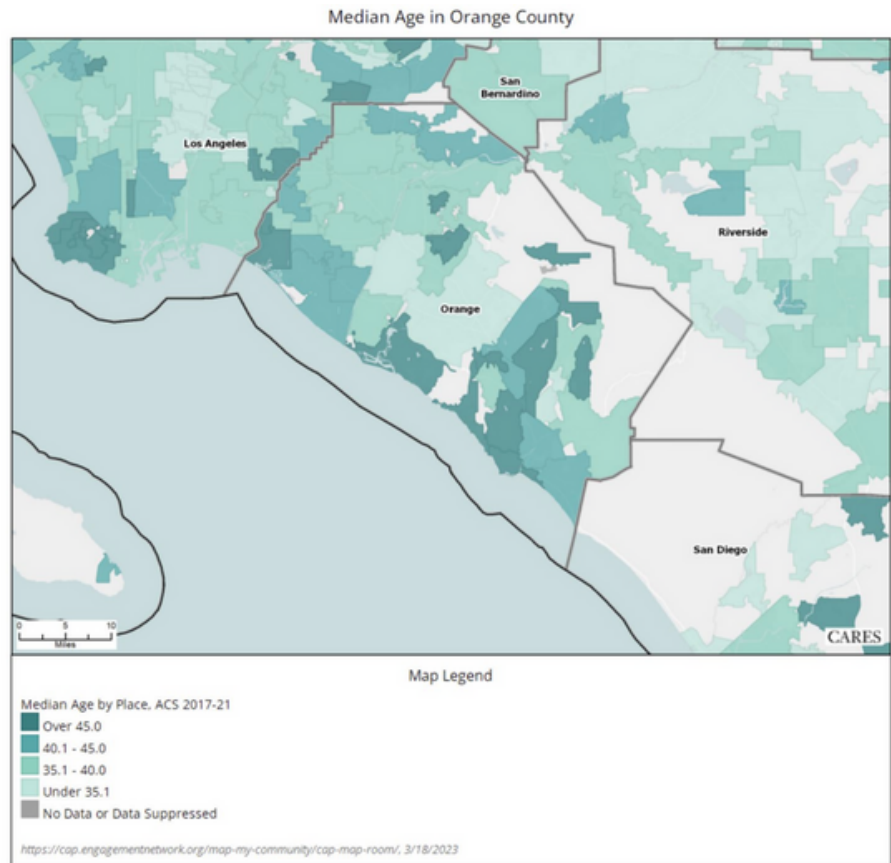 Median Age in Orange County
San
Bernardino
Los Angeles
Riverside
Orange
San Diego
0 5 10
Miles
CARES
Map Legend
Median Age by Place, ACS 2017-21
Over 45.0
40.1 - 45.0
35.1 - 40.0
Under 35.1
No Data or Data Suppressed
https://cap.engagementnetwork.org/map-my-community/cap-map-room/, 3/18/2023